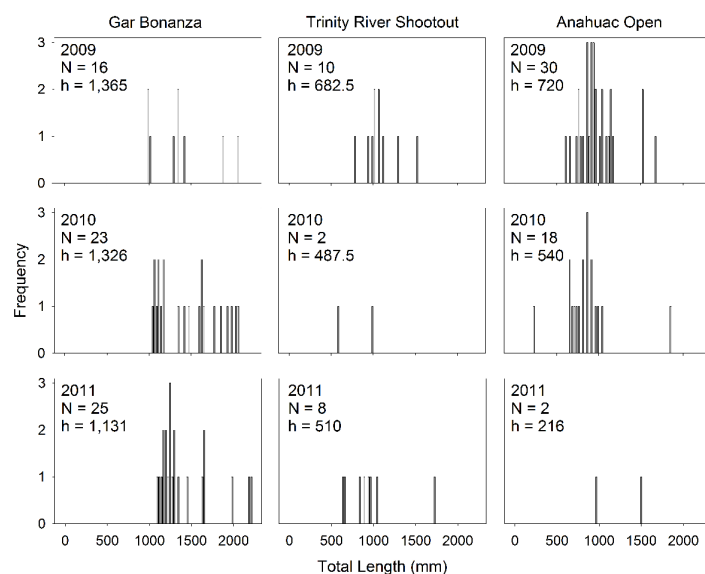 Gar Bonanza Trinity River Shootout Anahuac Open
3 2009 2009 2009
N = 16 N = 10 N = 30
h = 1,365 h = 682.5 h = 720
2
1
0
3 2010 2010 2010
N = 23 N = 2 N = 18
h = 1,326 h = 487.5 h = 540
2
Frequency
1
0
3 2011 2011 2011
N = 25 N = 8 N = 2
h = 1,131 h = 510 h = 216
2
1
0
0 500 1000 1500 2000 0 500 1000 1500 2000 0 500 1000 1500 2000
Total Length (mm)